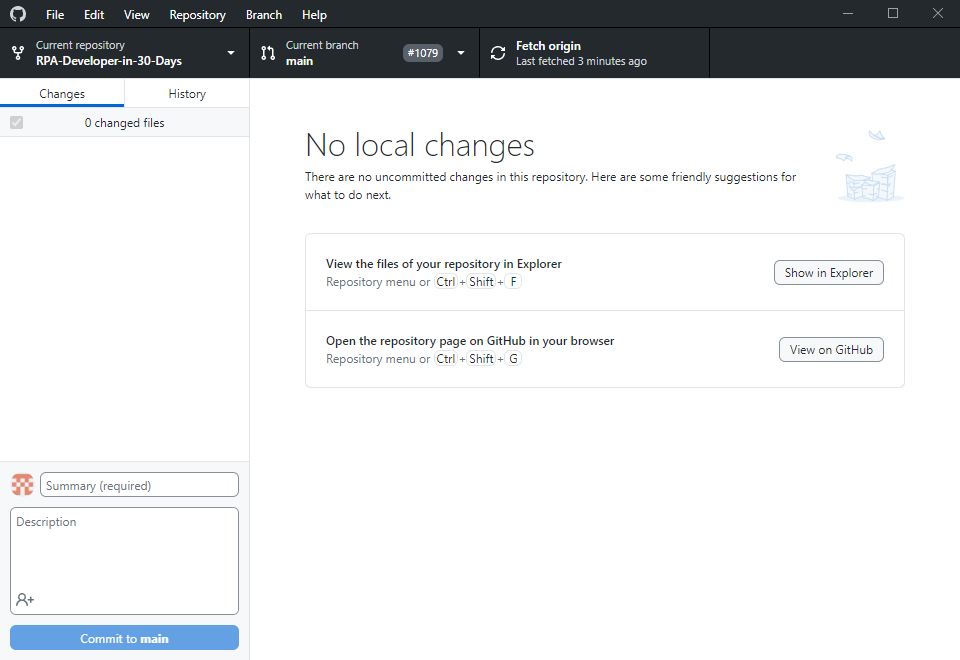 File Edit View Repository Branch Help
Current repository
RPA-Developer-in-30-Days
Current branch
main
#1079
Fetch origin
Last fetched 3 minutes ago
Changes
History
0 changed files
No local changes
There are no uncommitted changes in this repository. Here are some friendly suggestions for
what to do next.
View the files of your repository in Explorer
Repository menu or Ctrl + Shift + F
Show in Explorer
Open the repository page on GitHub in your browser
Repository menu or Ctrl + Shift + G
View on GitHub
Summary (required)
Description
Commit to main